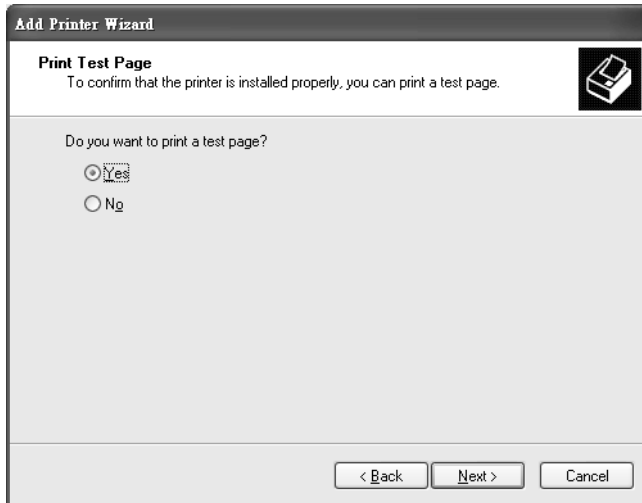 Add Printer Wizard
Print Test Page
To confirm that the printer is installed properly, you can print a test page.
Do you want to print a test page?
Yes
No
< Back
Next >
Cancel